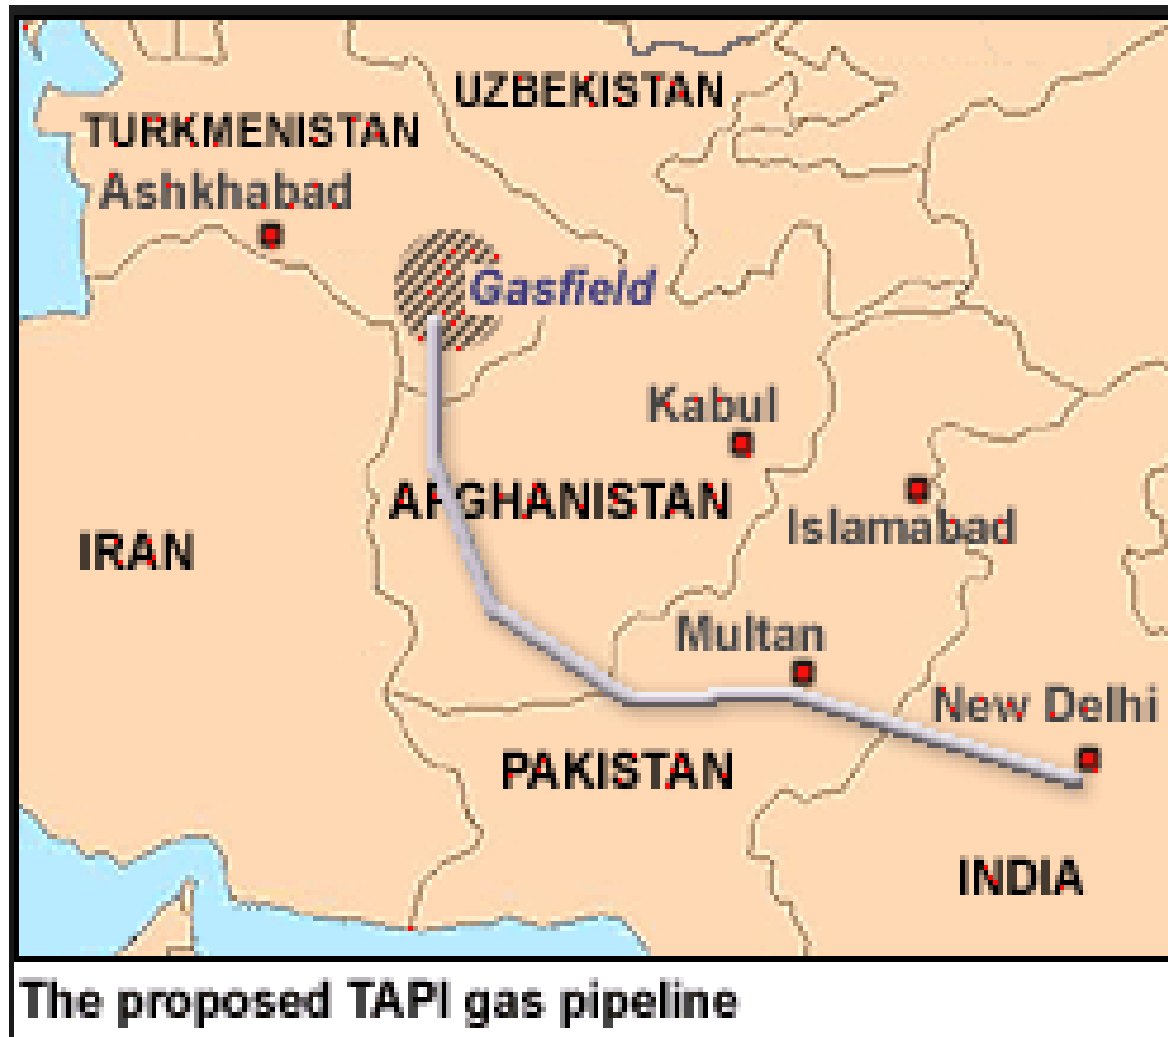 UZBEKISTAN
TURKMENISTAN
Ashkhabad
Gasfield
Kabul
AFGHANISTAN
Islamabad
IRAN
Multan
New Delhi
PAKISTAN
INDIA
The proposed TAPI gas pipeline